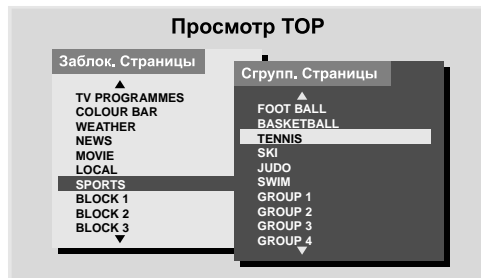 Просмотр TOP
Заблок. Страницы
TV PROGRAMMES
COLOUR BAR
WEATHER
NEWS
MOVIE
LOCAL
SPORTS
BLOCK 1
BLOCK 2
BLOCK 3
Сгрупп. Страницы
FOOT BALL
BASKETBALL
TENNIS
SKI
JUDO
SWIM
GROUP 1
GROUP 2
GROUP 3
GROUP 4